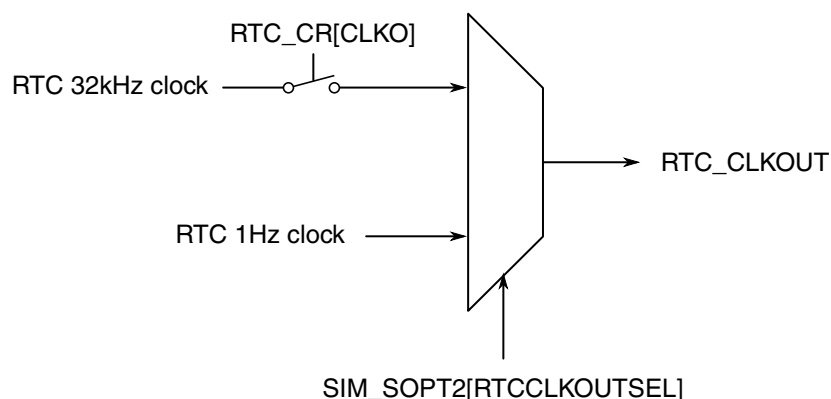 RTC_CR[CLKO]
RTC 32kHz clock
RTC_CLKOUT
RTC 1Hz clock
SIM_SOPT2[RTCCLKOUTSEL]